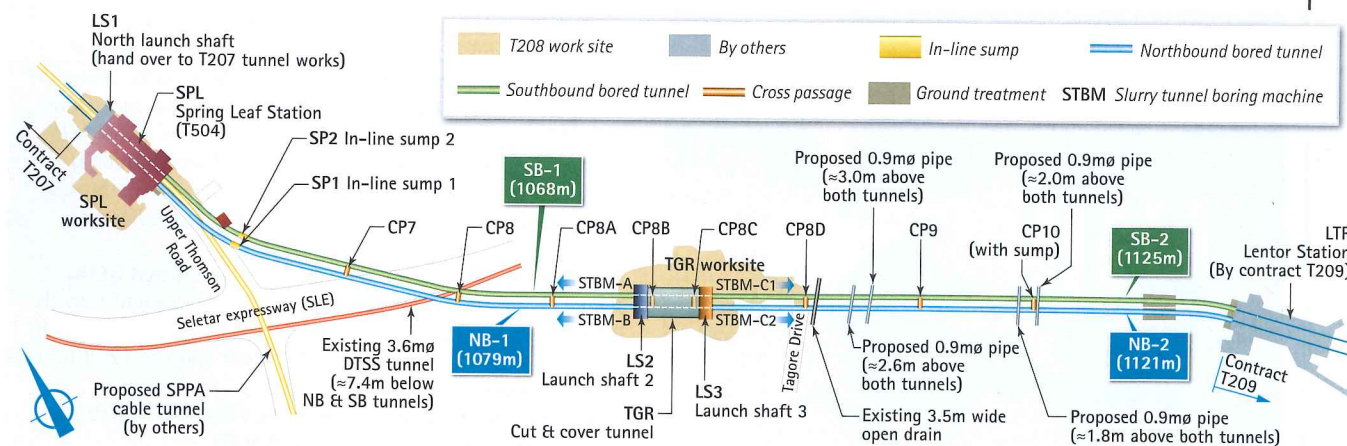 LS1
North launch shaft
(hand over to T207 tunnel works)
SPL
Spring Leaf Station
(T504)
Contract
T207
SPL
worksite
Upper Thomson
Road
SP2 In-line sump 2
SP1 In-line sump 1
T208 work site
By others
In-line sump
Northbound bored tunnel
Southbound bored tunnel
Cross passage
Ground treatment
STBM Slurry tunnel boring machine
SB-1
(1068m)
Proposed 0.9mø pipe
(≈3.0m above
both tunnels)
Proposed 0.9mø pipe
(≈2.0m above
both tunnels)
CP7
CP8
CP8A
CP8B
CP8C
CP8D
CP9
CP10
(with sump)
SB-2
(1125m)
LTR
Lentor Station
(By contract T209)
TGR worksite
STBM-A
STBM-C1
STBM-B
STBM-C2
Seletar expressway (SLE)
NB-1
(1079m)
NB-2
(1121m)
Proposed SPPA
cable tunnel
(by others)
Existing 3.6mø
DTSS
tunnel
(≈7.4m below
NB & SB tunnels)
LS2
Launch shaft 2
LS3
Launch shaft 3
TGR
Cut & cover tunnel
Tagore Drive
Proposed 0.9mø pipe
(≈2.6m above
both tunnels)
Existing 3.5m wide
open drain
Proposed 0.9mø pipe
(≈1.8m above both tunnels)
Contract
T209